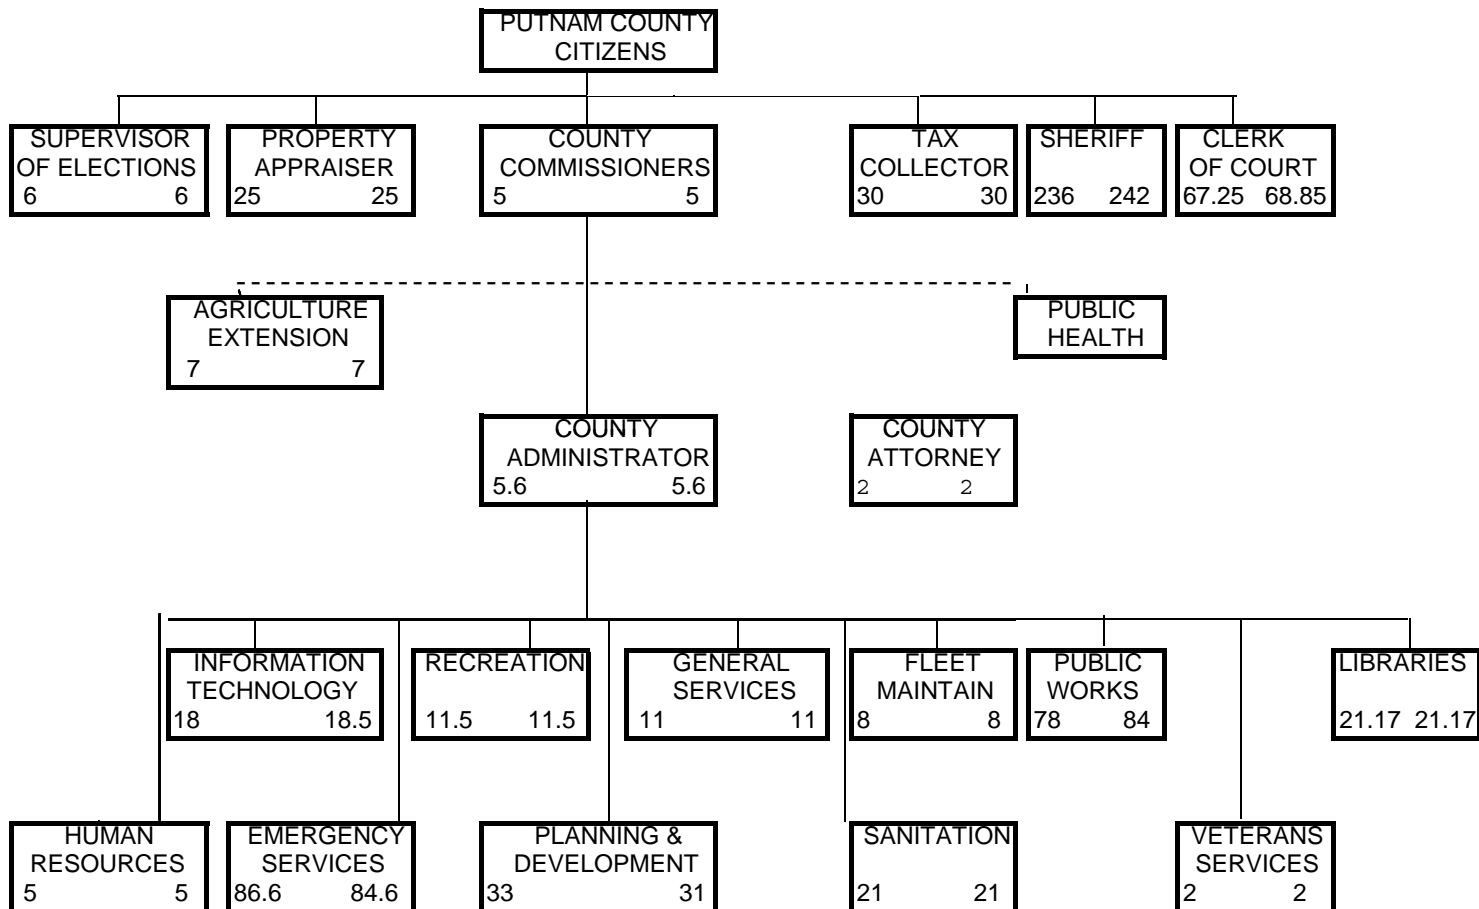 PUTNAM COUNTY
CITIZENS
SUPERVISOR
OF ELECTIONS
6 6
PROPERTY
APPRAISER
25 25
COUNTY
COMMISSIONERS
5 5
TAX
COLLECTOR
30 30
SHERIFF
236 242
CLERK
OF COURT
67.25 68.85
AGRICULTURE
EXTENSION
7 7
PUBLIC
HEALTH
COUNTY
ADMINISTRATOR
5.6 5.6
COUNTY
ATTORNEY
2 2
INFORMATION
TECHNOLOGY
18 18.5
RECREATION
11.5 11.5
GENERAL
SERVICES
11 11
FLEET
MAINTAIN
8 8
PUBLIC
WORKS
78 84
LIBRARIES
21.17 21.17
HUMAN
RESOURCES
5 5
EMERGENCY
SERVICES
86.6 84.6
PLANNING &
DEVELOPMENT
33 31
SANITATION
21 21
VETERANS
SERVICES
2 2